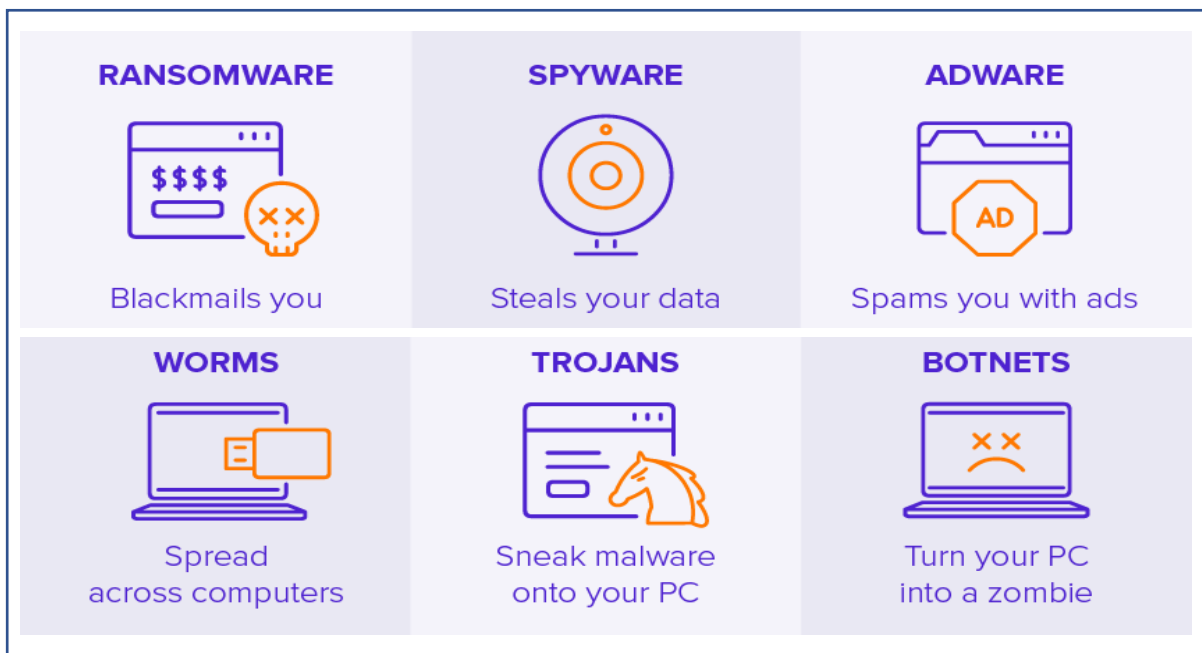 RANSOMWARE
$$$$
Blackmails you
SPYWARE
Steals your data
ADWARE
AD
Spams you with ads
WORMS
Spread
across computers
TROJANS
Sneak malware
onto your PC
BOTNETS
Turn your PC
into a zombie